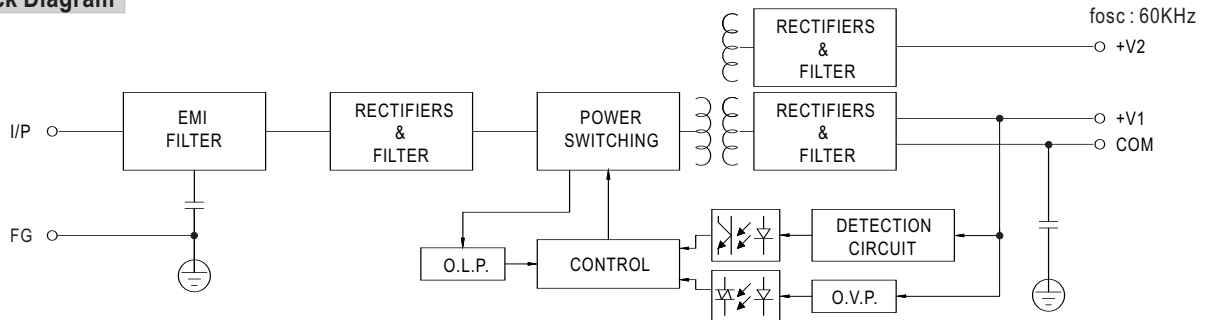 ck Diagram
fosc : 60KHz
RECTIFIERS
&
FILTER
+V2
I/P
EMI
FILTER
RECTIFIERS
&
FILTER
POWER
SWITCHING
RECTIFIERS
&
FILTER
+V1
COM
FG
O.L.P.
CONTROL
DETECTION
CIRCUIT
O.V.P.